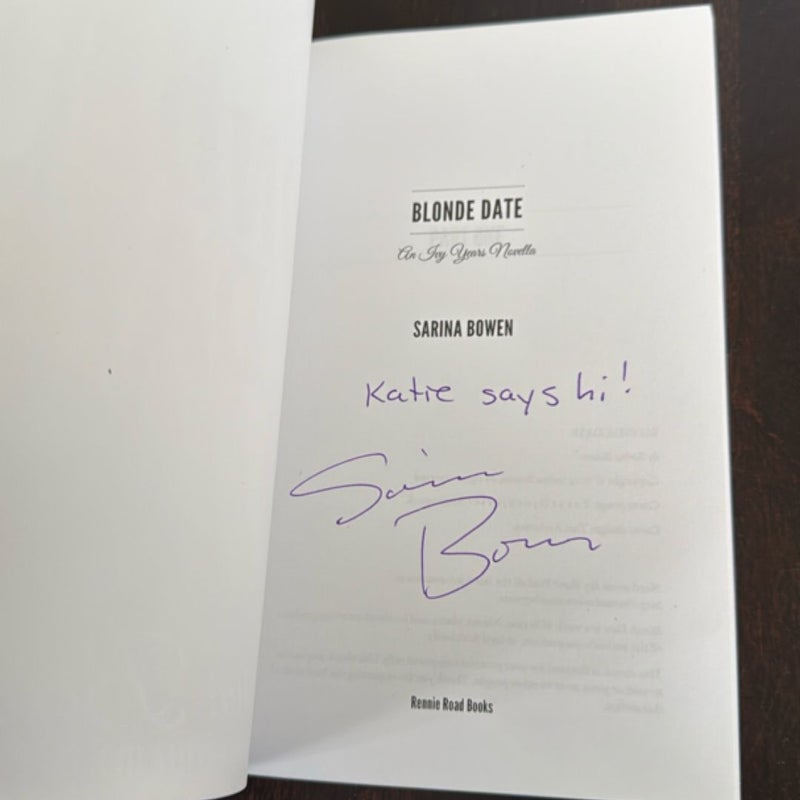 BLONDE DATE
An Ivy Years Novella
SARINA BOWEN
Katie says hi!
Sarina
Bowen
Rennie Road Books